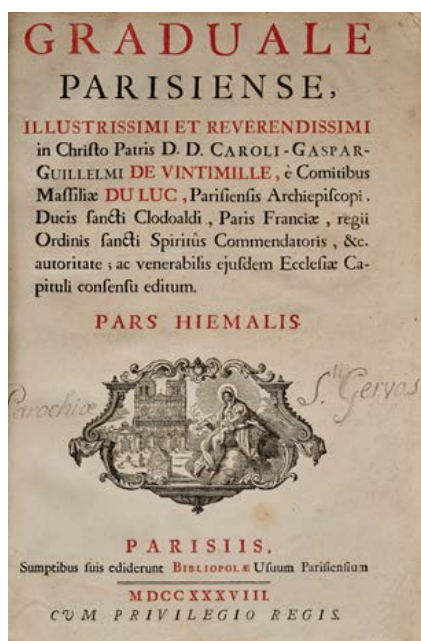 GRADUALE
PARISIENSE,
ILLUSTRISSIMI ET REVERENDISSIMI
in Chriſto Patris D. D. CAROLI-GASPAR-
GUILLELMI DE VINTIMILLE, è Comitibus
Maſſiliæ DU LUC, Pariſienſis Archiepiſcopi,
Ducis ſancti Clodoaldi, Paris Franciæ, regii
Ordinis ſancti Spiritûs Commendatoris, &c.
autoritate; ac venerabilis ejuſdem Eccleſiæ Ca-
pituli conſenſu editum.
PARS HIEMALIS
Parochiæ Sti Gervas
PARISIIS,
Sumptibus ſuis ediderunt BIBLIOPOLÆ Uſuum Pariſienſium
MDCCXXXVIII.
CVM PRIVILEGIO REGIS.